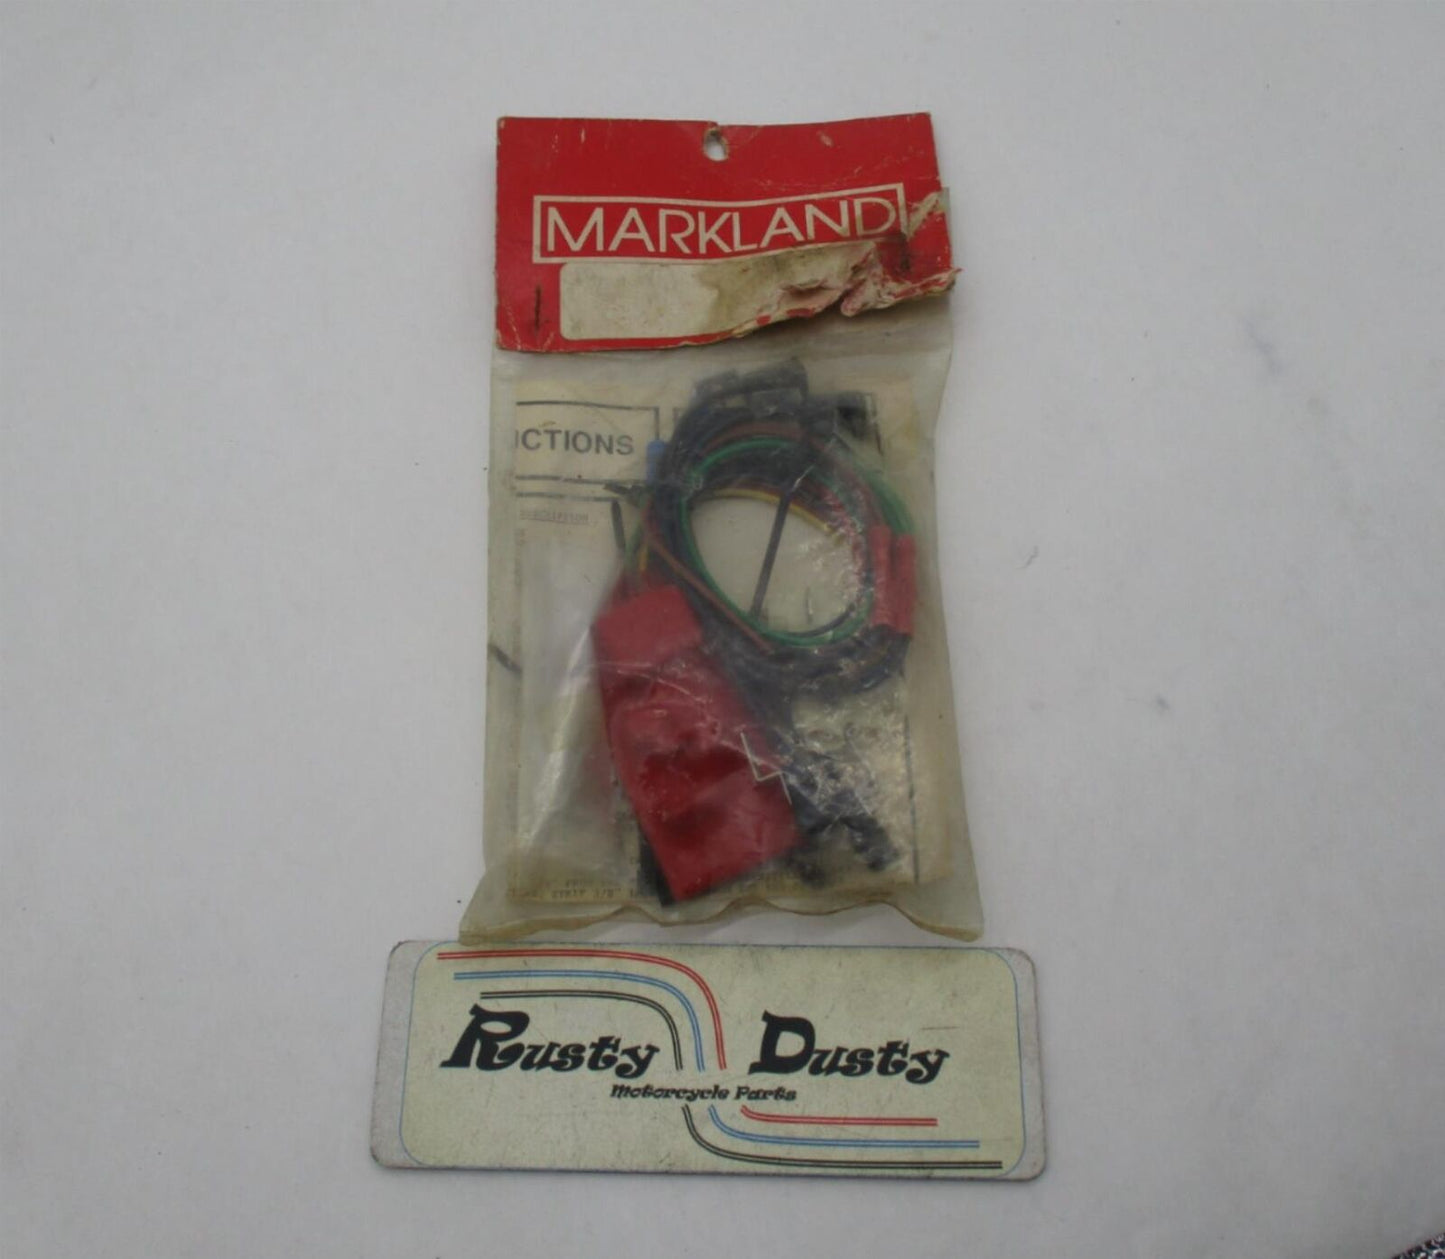 MARKLAND
ICTIONS
Rusty Dusty
Motorcycle Parts